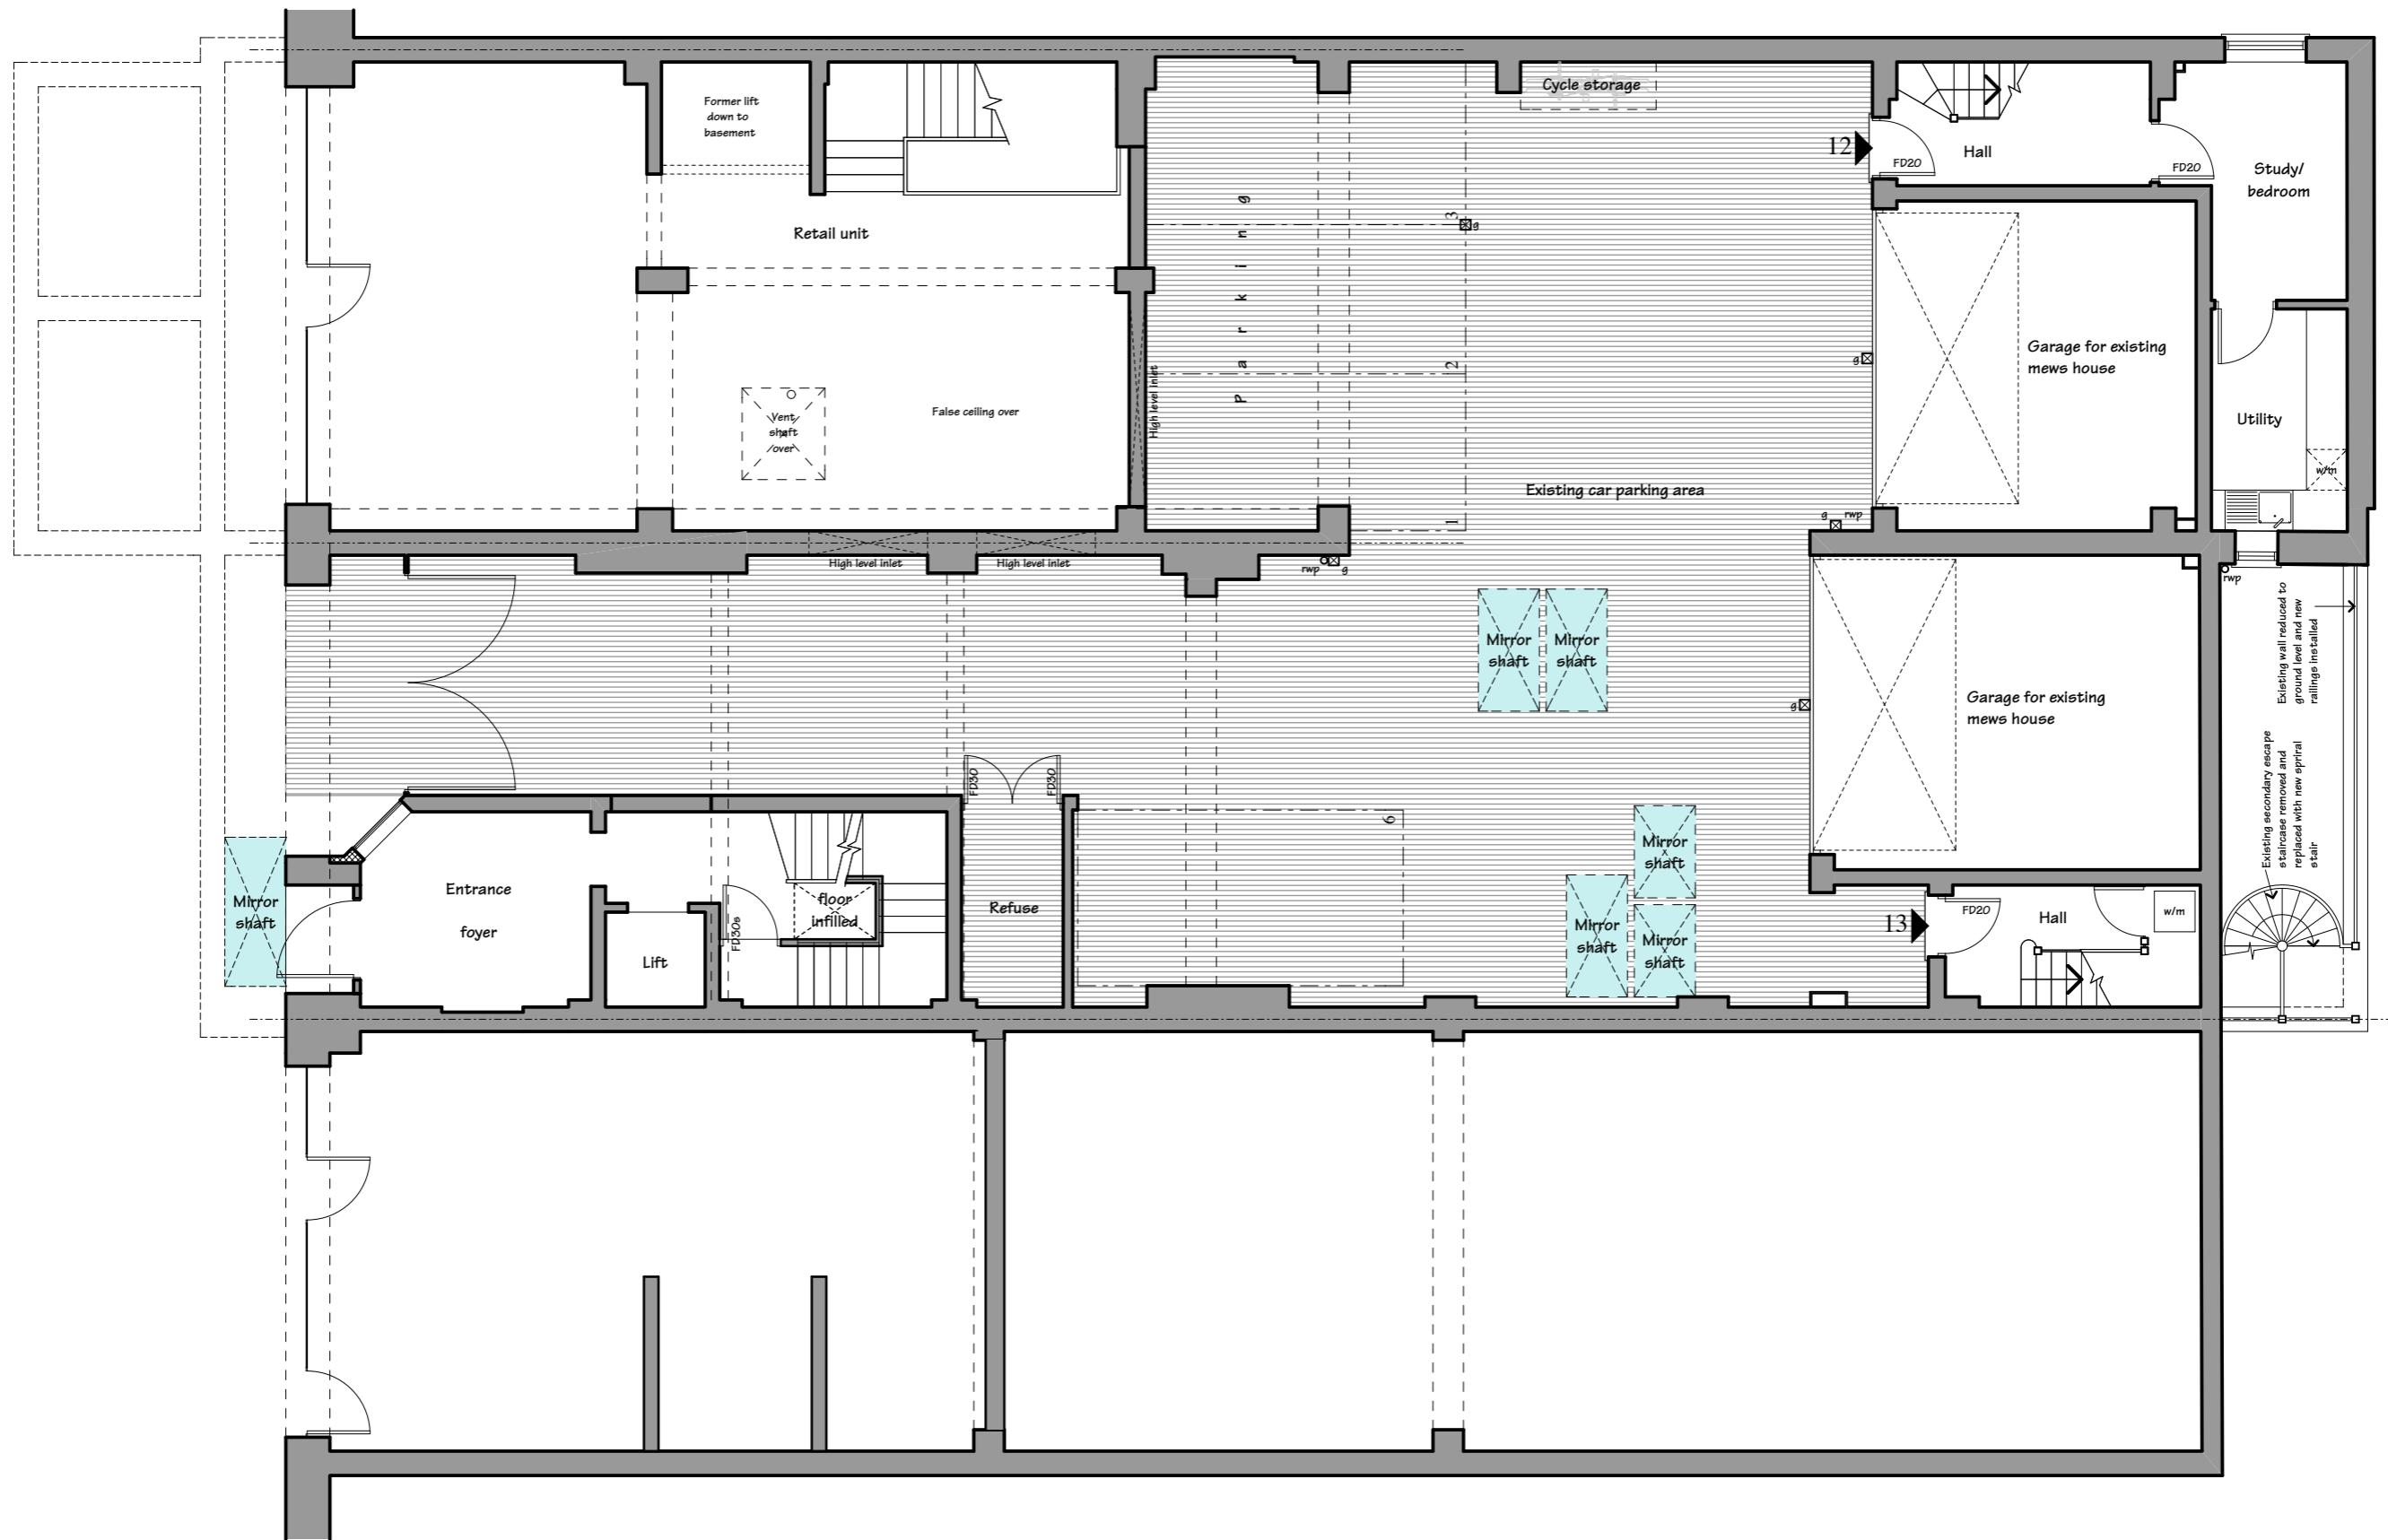 Former lift
down to
basement
Cycle storage
12
FD20
Hall
FD20
Study/
bedroom
Retail unit
3
g
Parking
g
Garage for existing
mews house
2
High level inlet
False ceiling over
Vent
shaft
over
Utility
w/m
Existing car parking area
1
g
rwp
High level inlet
High level inlet
rwp
g
rwp
Existing wall reduced to
ground level and new
railings installed
Mirror
shaft
Mirror
shaft
g
Garage for existing
mews house
Existing secondary escape
staircase removed and
replaced with new spriral
stair
FD30
FD30
6
Mirror
shaft
Mirror
shaft
Entrance
foyer
floor
infilled
FD30s
Lift
Refuse
Mirror
shaft
Mirror
shaft
13
FD20
Hall
w/m